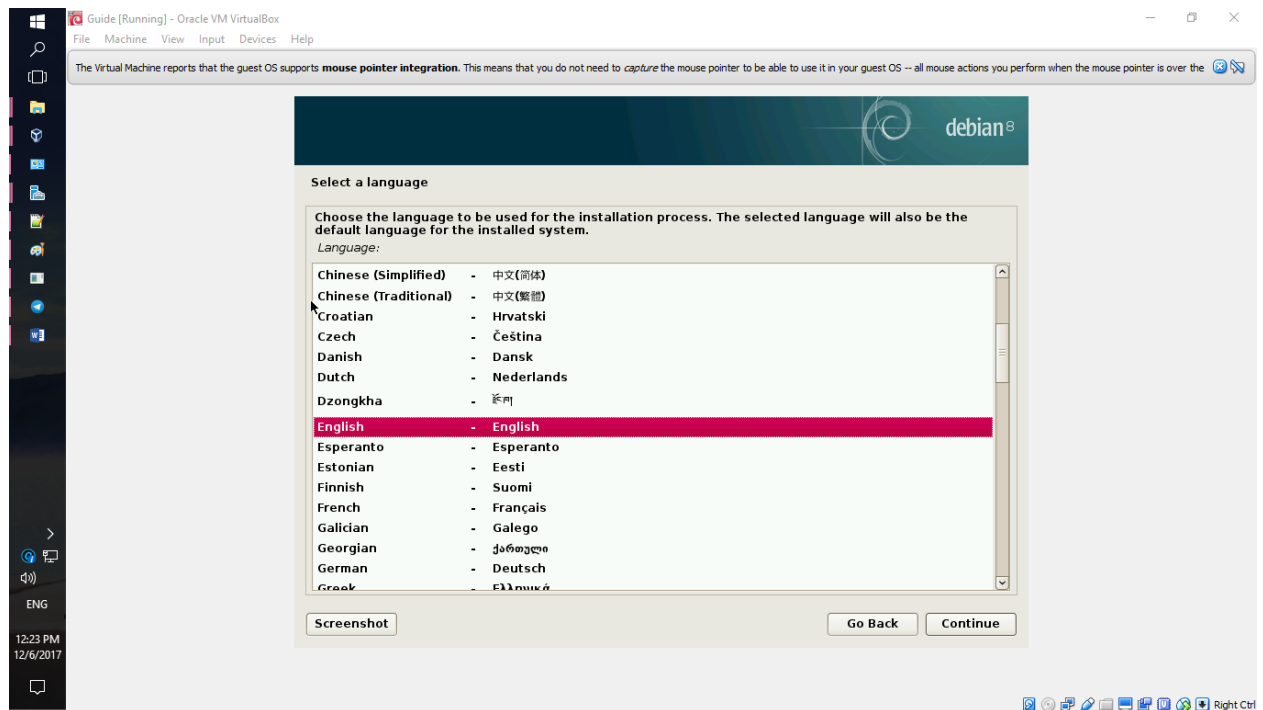 Guide [Running] - Oracle VM VirtualBox
File Machine View Input Devices Help
The Virtual Machine reports that the guest OS supports mouse pointer integration. This means that you do not need to capture the mouse pointer to be able to use it in your guest OS -- all mouse actions you perform when the mouse pointer is over the
debian 8
Select a language
Choose the language to be used for the installation process. The selected language will also be the
default language for the installed system.
Language:
Chinese (Simplified) - 中文(简体)
Chinese (Traditional) - 中文(繁體)
Croatian - Hrvatski
Czech - Čeština
Danish - Dansk
Dutch - Nederlands
Dzongkha - རྫོང་ཁ།
English - English
Esperanto - Esperanto
Estonian - Eesti
Finnish - Suomi
French - Français
Galician - Galego
Georgian - ქართული
German - Deutsch
Greek - Ελληνικά
Screenshot
Go Back Continue
ENG
12:23 PM
12/6/2017
Right Ctrl